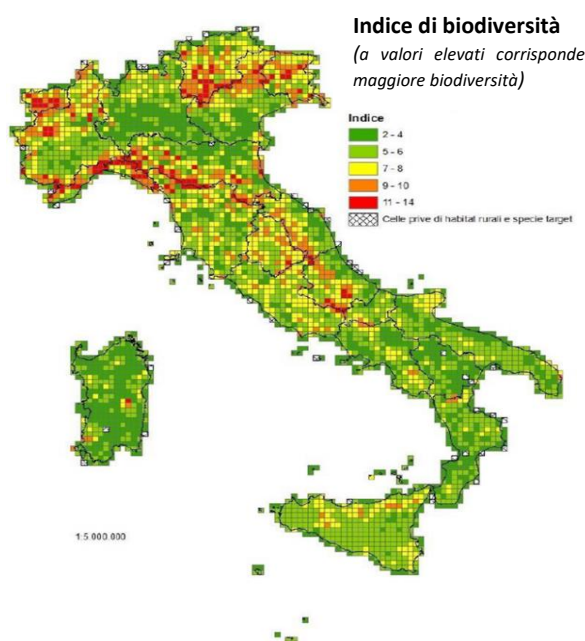 Indice di biodiversità
(a valori elevati corrisponde
maggiore biodiversità)
Indice
2 - 4
5 - 6
7 - 8
9 - 10
11 - 14
Celle prive di habitat rurali e specie target
1:5.000.000